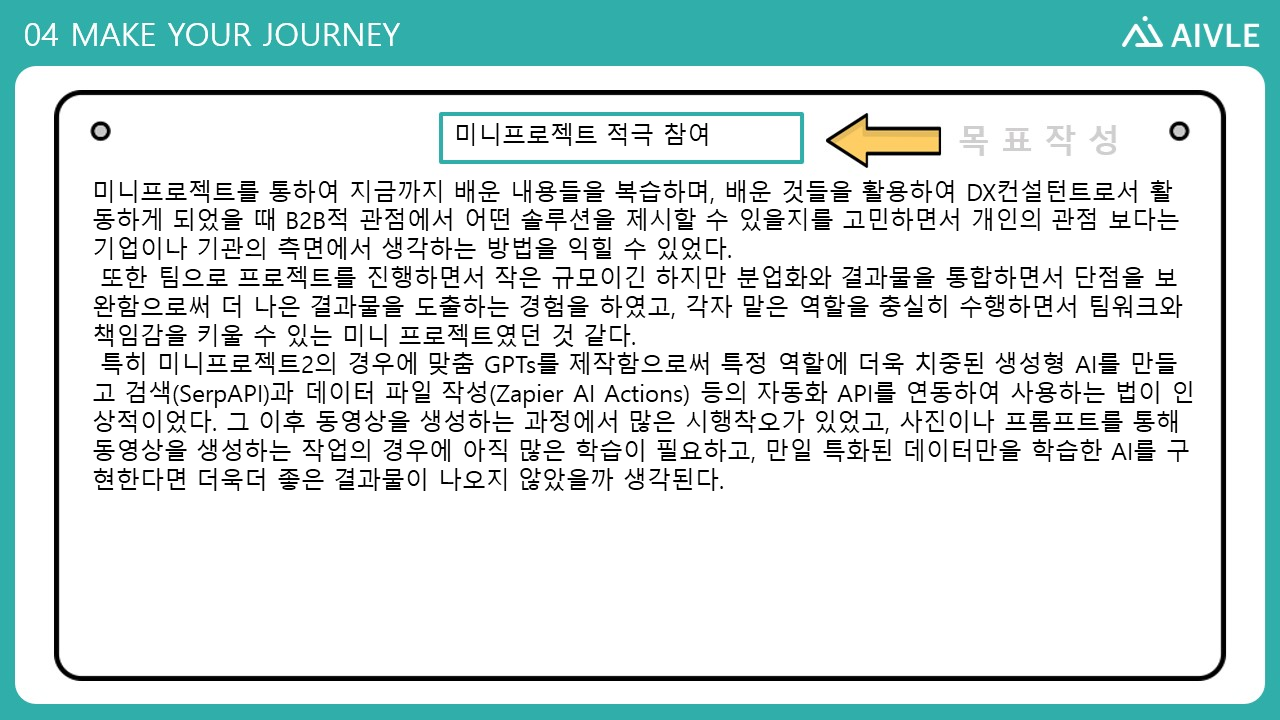 04 MAKE YOUR JOURNEY
AIVLE
미니프로젝트 적극 참여
목표작성
미니프로젝트를 통하여 지금까지 배운 내용들을 복습하며, 배운 것들을 활용하여 DX컨설턴트로서 활
동하게 되었을 때 B2B적 관점에서 어떤 솔루션을 제시할 수 있을지를 고민하면서 개인의 관점 보다는
기업이나 기관의 측면에서 생각하는 방법을 익힐 수 있었다.
또한 팀으로 프로젝트를 진행하면서 작은 규모이긴 하지만 분업화와 결과물을 통합하면서 단점을 보
완함으로써 더 나은 결과물을 도출하는 경험을 하였고, 각자 맡은 역할을 충실히 수행하면서 팀워크와
책임감을 키울 수 있는 미니 프로젝트였던 것 같다.
특히 미니프로젝트2의 경우에 맞춤 GPTs를 제작함으로써 특정 역할에 더욱 치중된 생성형 AI를 만들
고 검색(SerpAPI)과 데이터 파일 작성(Zapier AI Actions) 등의 자동화 API를 연동하여 사용하는 법이 인
상적이었다. 그 이후 동영상을 생성하는 과정에서 많은 시행착오가 있었고, 사진이나 프롬프트를 통해
동영상을 생성하는 작업의 경우에 아직 많은 학습이 필요하고, 만일 특화된 데이터만을 학습한 AI를 구
현한다면 더욱더 좋은 결과물이 나오지 않았을까 생각된다.